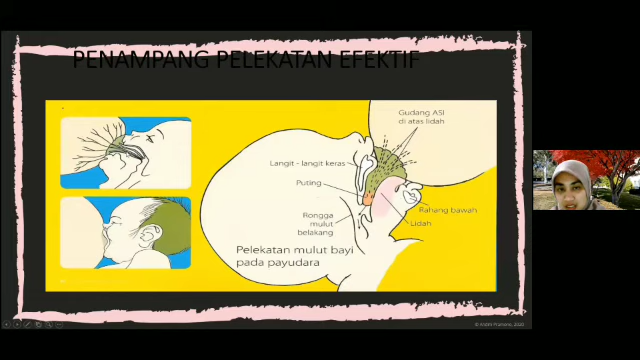 PENAMPANG PELEKATAN EFEKTIF
Gudang ASI
di atas lidah
Langit - langit keras
Puting
Rongga
mulut
belakang
Rahang bawah
Lidah
Pelekatan mulut bayi
pada payudara